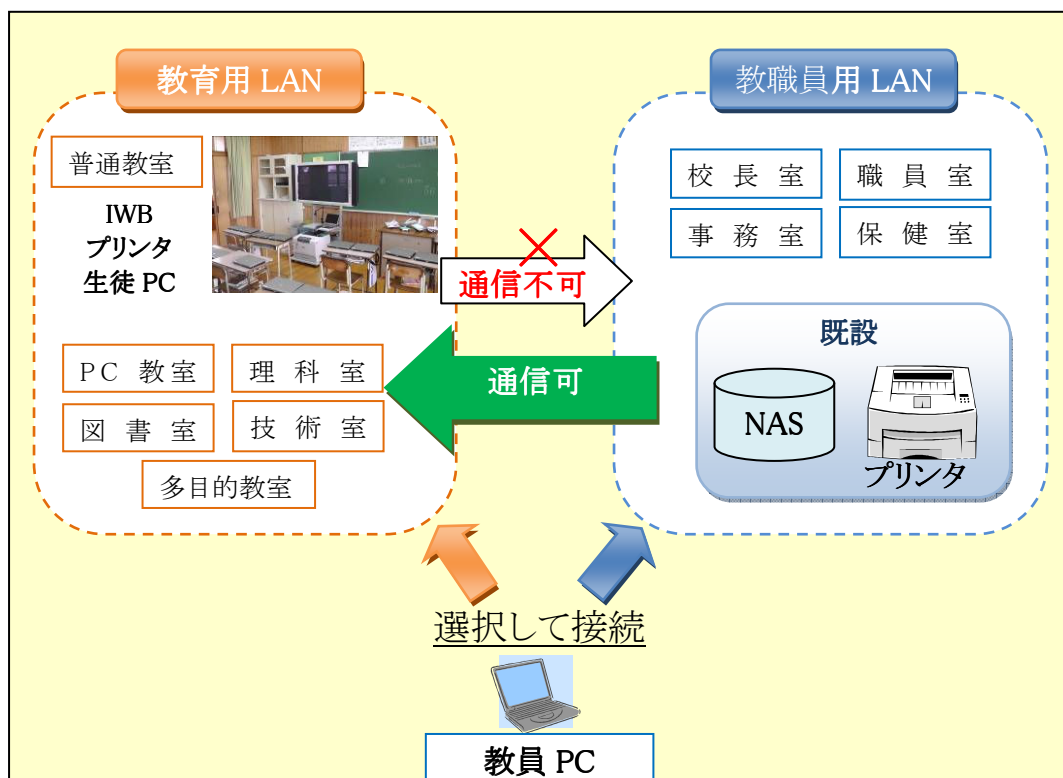 教育用 LAN
普通教室
IWB
プリンタ
生徒 PC
PC 教室
理科室
図書室
技術室
多目的教室
通信不可
通信可
教職員用 LAN
校長室
職員室
事務室
保健室
既設
NAS
プリンタ
選択して接続
教員 PC